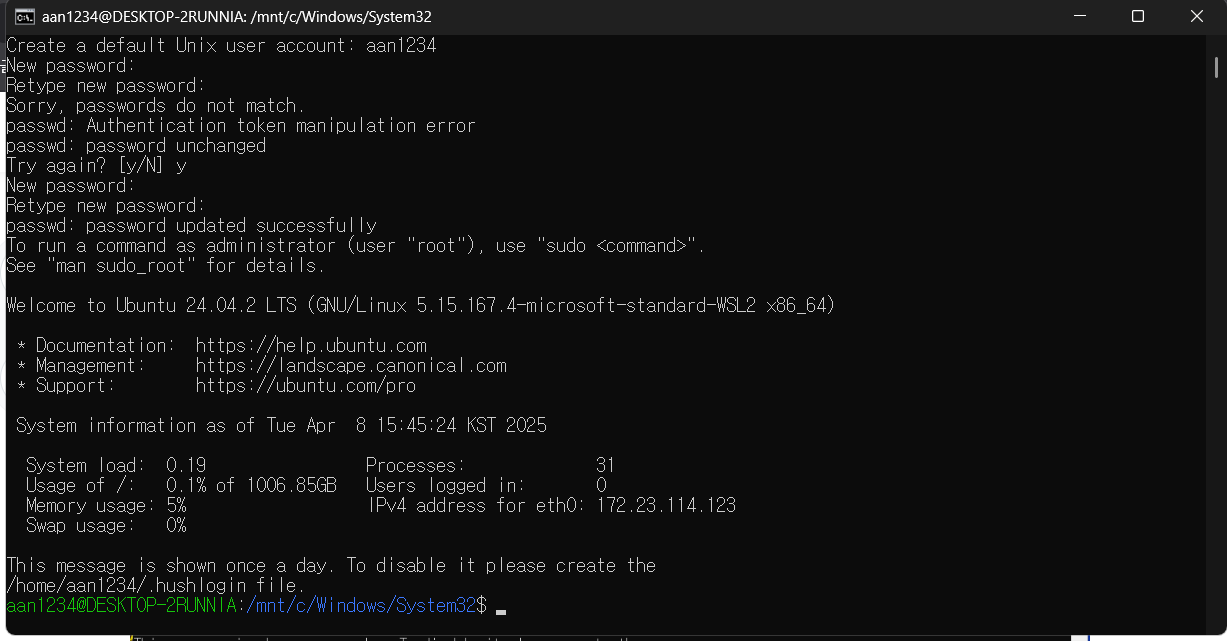 aan1234@DESKTOP-2RUNNIA: /mnt/c/Windows/System32
Create a default Unix user account: aan1234
New password:
Retype new password:
Sorry, passwords do not match.
passwd: Authentication token manipulation error
passwd: password unchanged
Try again? [y/N] y
New password:
Retype new password:
passwd: password updated successfully
To run a command as administrator (user "root"), use "sudo <command>".
See "man sudo_root" for details.
Welcome to Ubuntu 24.04.2 LTS (GNU/Linux 5.15.167.4-microsoft-standard-WSL2 x86_64)
* Documentation: https://help.ubuntu.com
* Management: https://landscape.canonical.com
* Support: https://ubuntu.com/pro
System information as of Tue Apr 8 15:45:24 KST 2025
System load: 0.19 Processes: 31
Usage of /: 0.1% of 1006.85GB Users logged in: 0
Memory usage: 5% IPv4 address for eth0: 172.23.114.123
Swap usage: 0%
This message is shown once a day. To disable it please create the
/home/aan1234/.hushlogin file.
aan1234@DESKTOP-2RUNNIA:/mnt/c/Windows/System32$